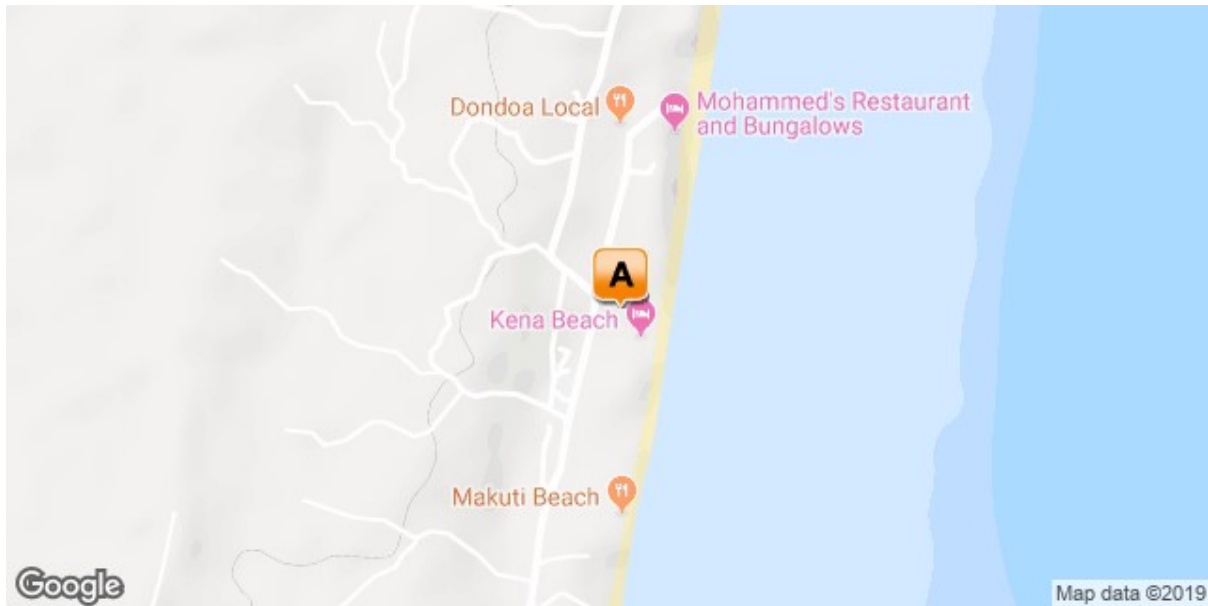 Dondoa Local
Mohammed's Restaurant
and Bungalows
A
Kena Beach
Makuti Beach
Google
Map data ©2019